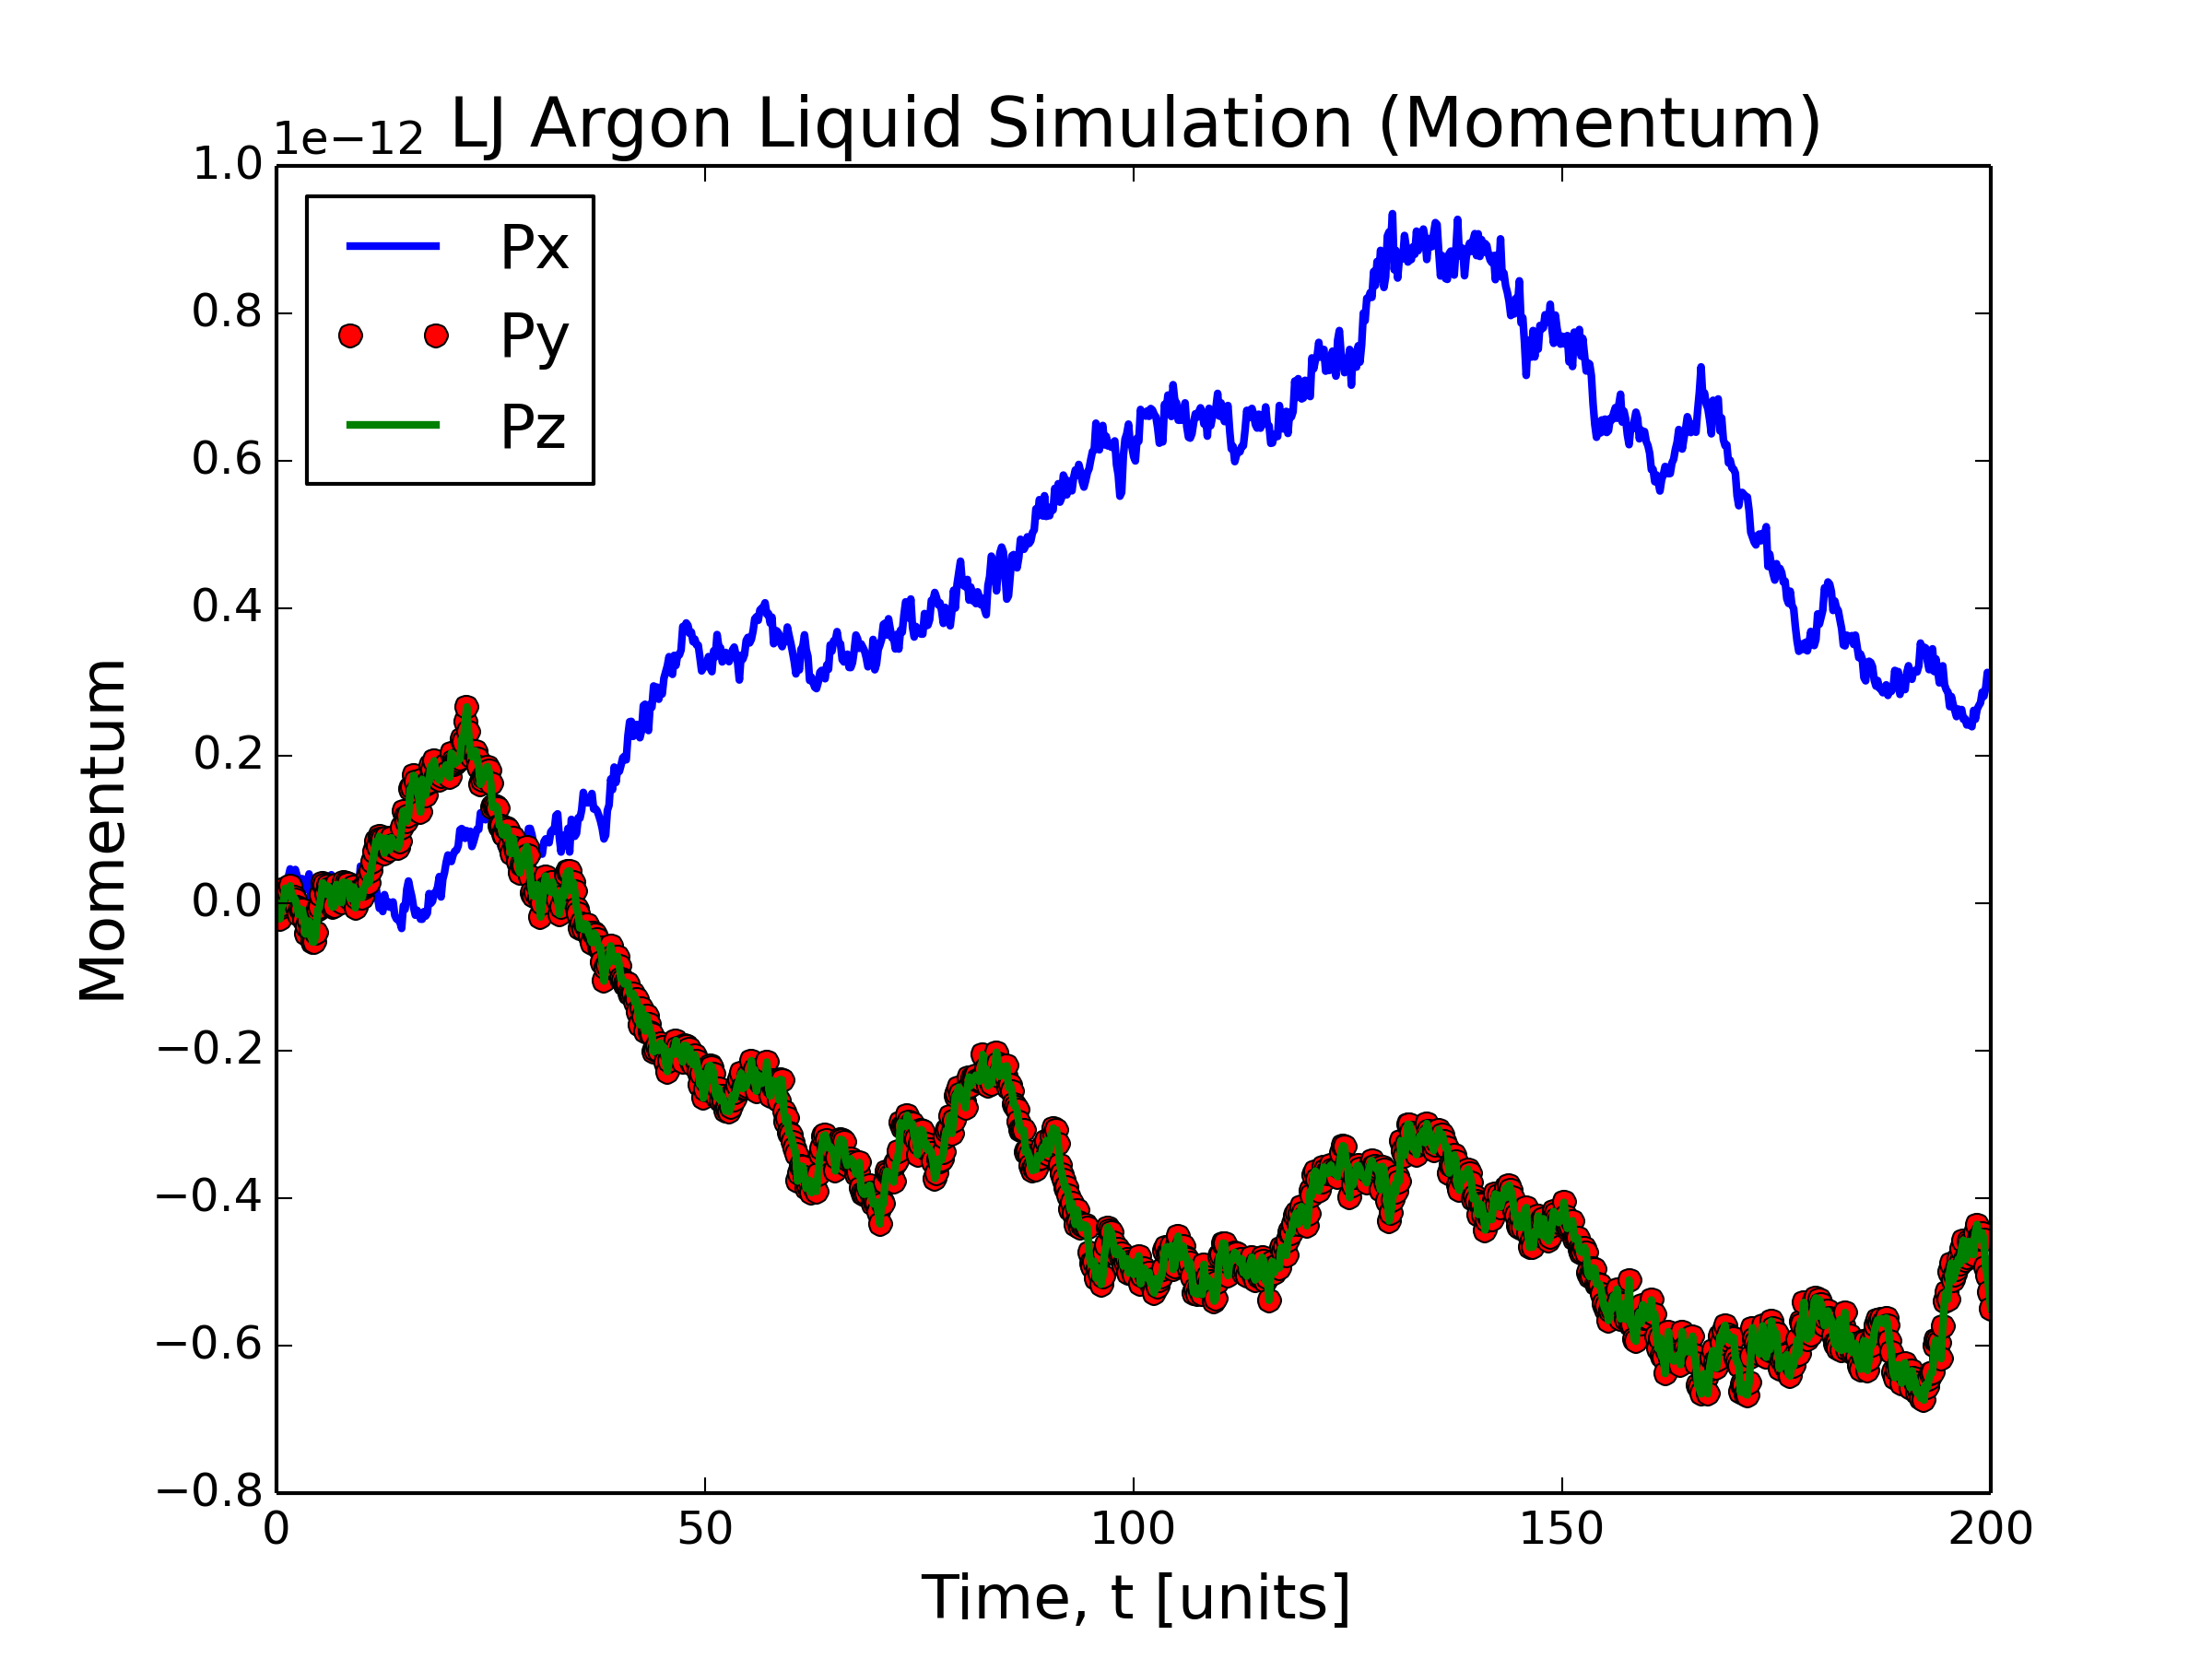 LJ Argon Liquid Simulation (Momentum)
1e−12
1.0
0.8
0.6
0.4
0.2
0.0
−0.2
−0.4
−0.6
−0.8
Px
Py
Pz
Momentum
0 50 100 150 200
Time, t [units]